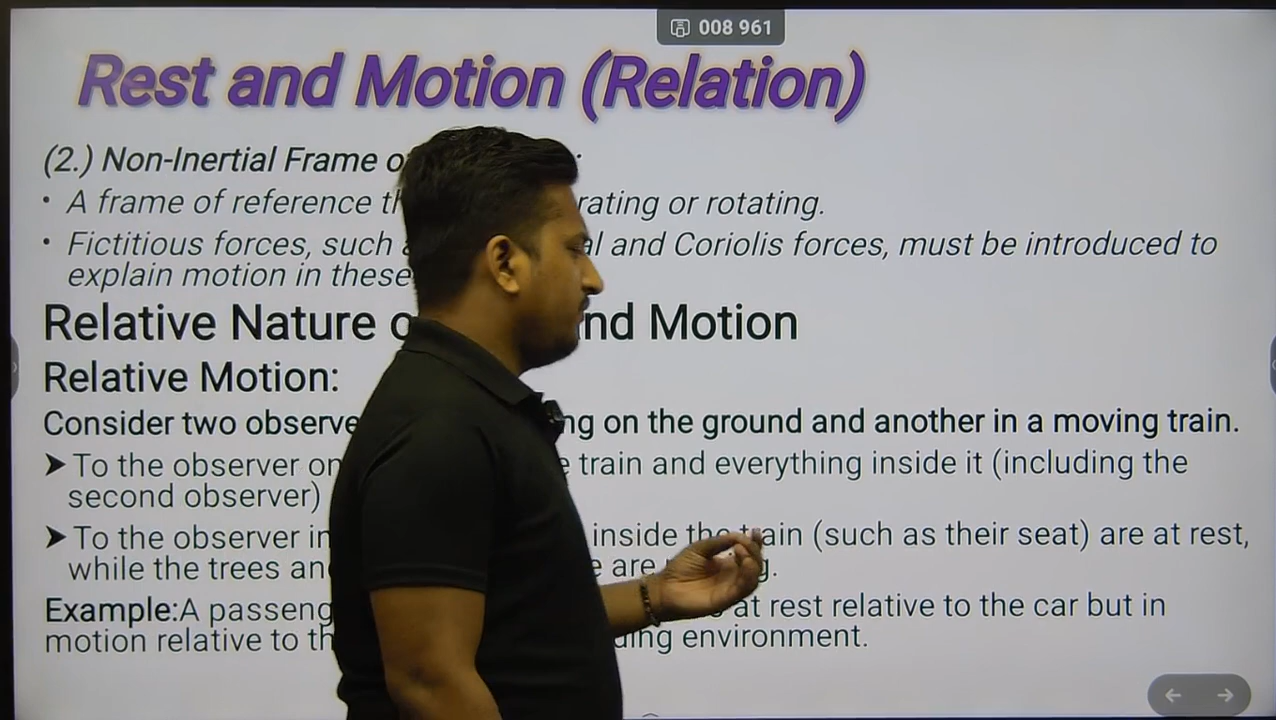 008 961
Rest and Motion (Relation)
(2.) Non-Inertial Frame
• A frame of reference rating or rotating.
• Fictitious forces, such al and Coriolis forces, must be introduced to
explain motion in these
Relative Nature nd Motion
Relative Motion:
Consider two observe ng on the ground and another in a moving train.
➤ To the observer on train and everything inside it (including the
second observer)
➤ To the observer in inside the train (such as their seat) are at rest,
while the trees an are
Example:A passeng at rest relative to the car but in
motion relative to th ding environment.